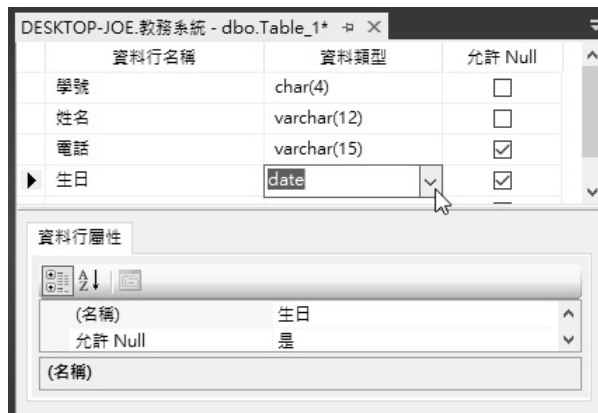 DESKTOP-JOE.教務系統 - dbo.Table_1*
資料行名稱 資料類型 允許 Null
學號 char(4)
姓名 varchar(12)
電話 varchar(15)
生日 date
資料行屬性
(名稱) 生日
允許 Null 是
(名稱)